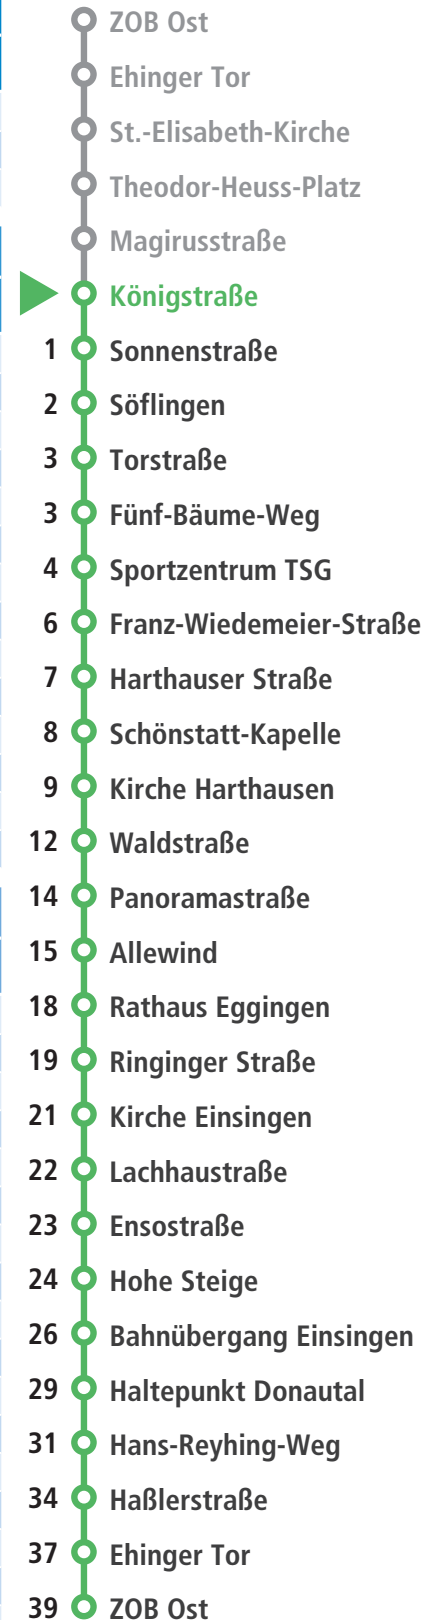 ZOB Ost
Ehinger Tor
St.-Elisabeth-Kirche
Theodor-Heuss-Platz
Magirusstraße
Königstraße
1 Sonnenstraße
2 Söflingen
3 Torstraße
3 Fünf-Bäume-Weg
4 Sportzentrum TSG
6 Franz-Wiedemeier-Straße
7 Harthauser Straße
8 Schönstatt-Kapelle
9 Kirche Harthausen
12 Waldstraße
14 Panoramastraße
15 Allewind
18 Rathaus Eggingen
19 Ringinger Straße
21 Kirche Einsingen
22 Lachhaustraße
23 Ensostraße
24 Hohe Steige
26 Bahnübergang Einsingen
29 Haltepunkt Donautal
31 Hans-Reyhing-Weg
34 Haßlerstraße
37 Ehinger Tor
39 ZOB Ost